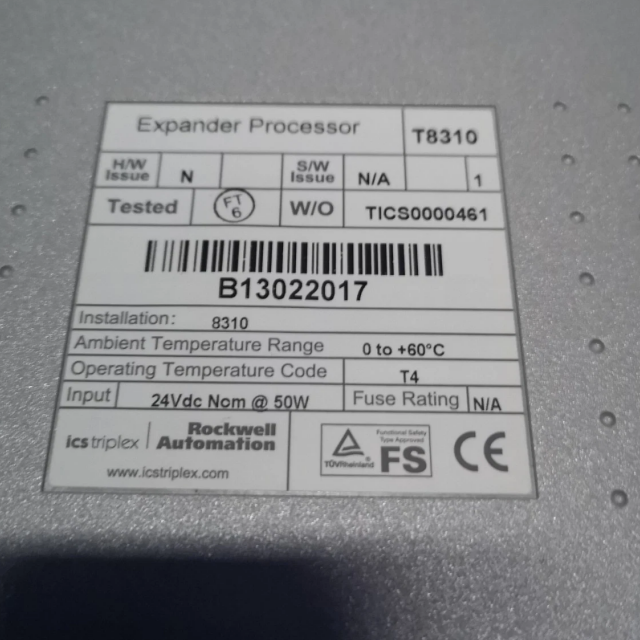 Expander Processor T8310
H/W Issue N S/W Issue N/A 1
Tested FT 6 W/O TICS0000461
B13022017
Installation: 8310
Ambient Temperature Range 0 to +60°C
Operating Temperature Code T4
Input 24Vdc Nom @ 50W Fuse Rating N/A
ics triplex Rockwell Automation
www.icstriplex.com
TÜVRheinland
Functional Safety
Type Approved
FS
CE